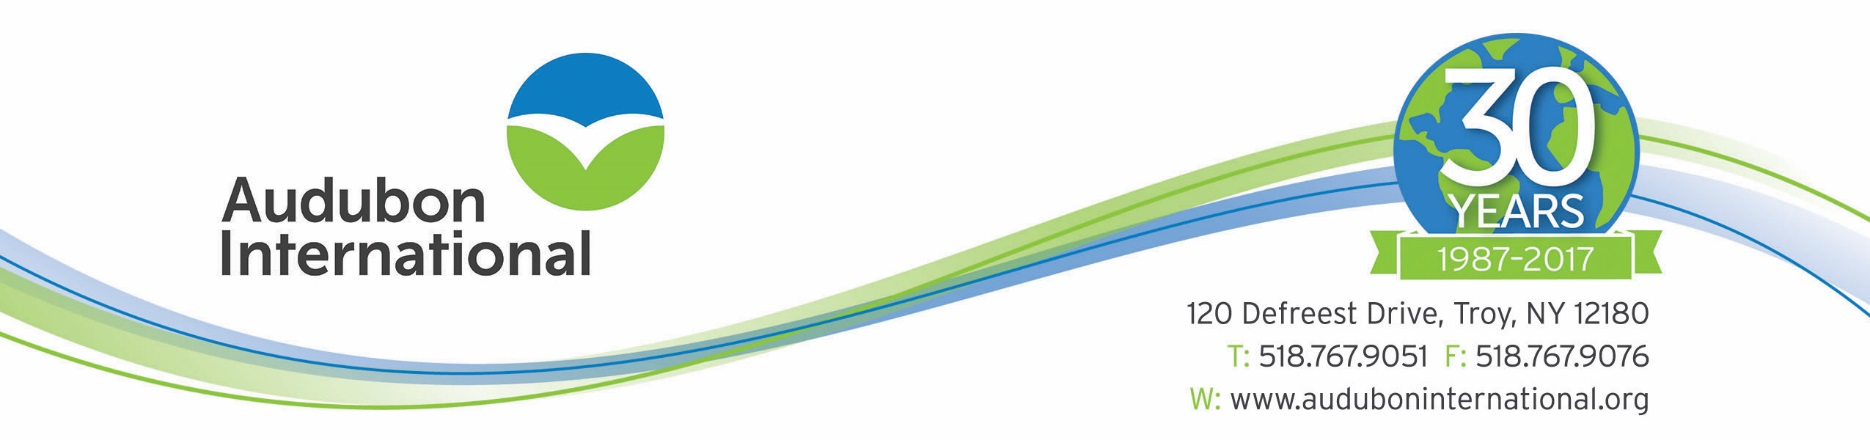 Audubon
International
30
YEARS
1987-2017
120 Defreest Drive, Troy, NY 12180
T: 518.767.9051 F: 518.767.9076
W: www.auduboninternational.org